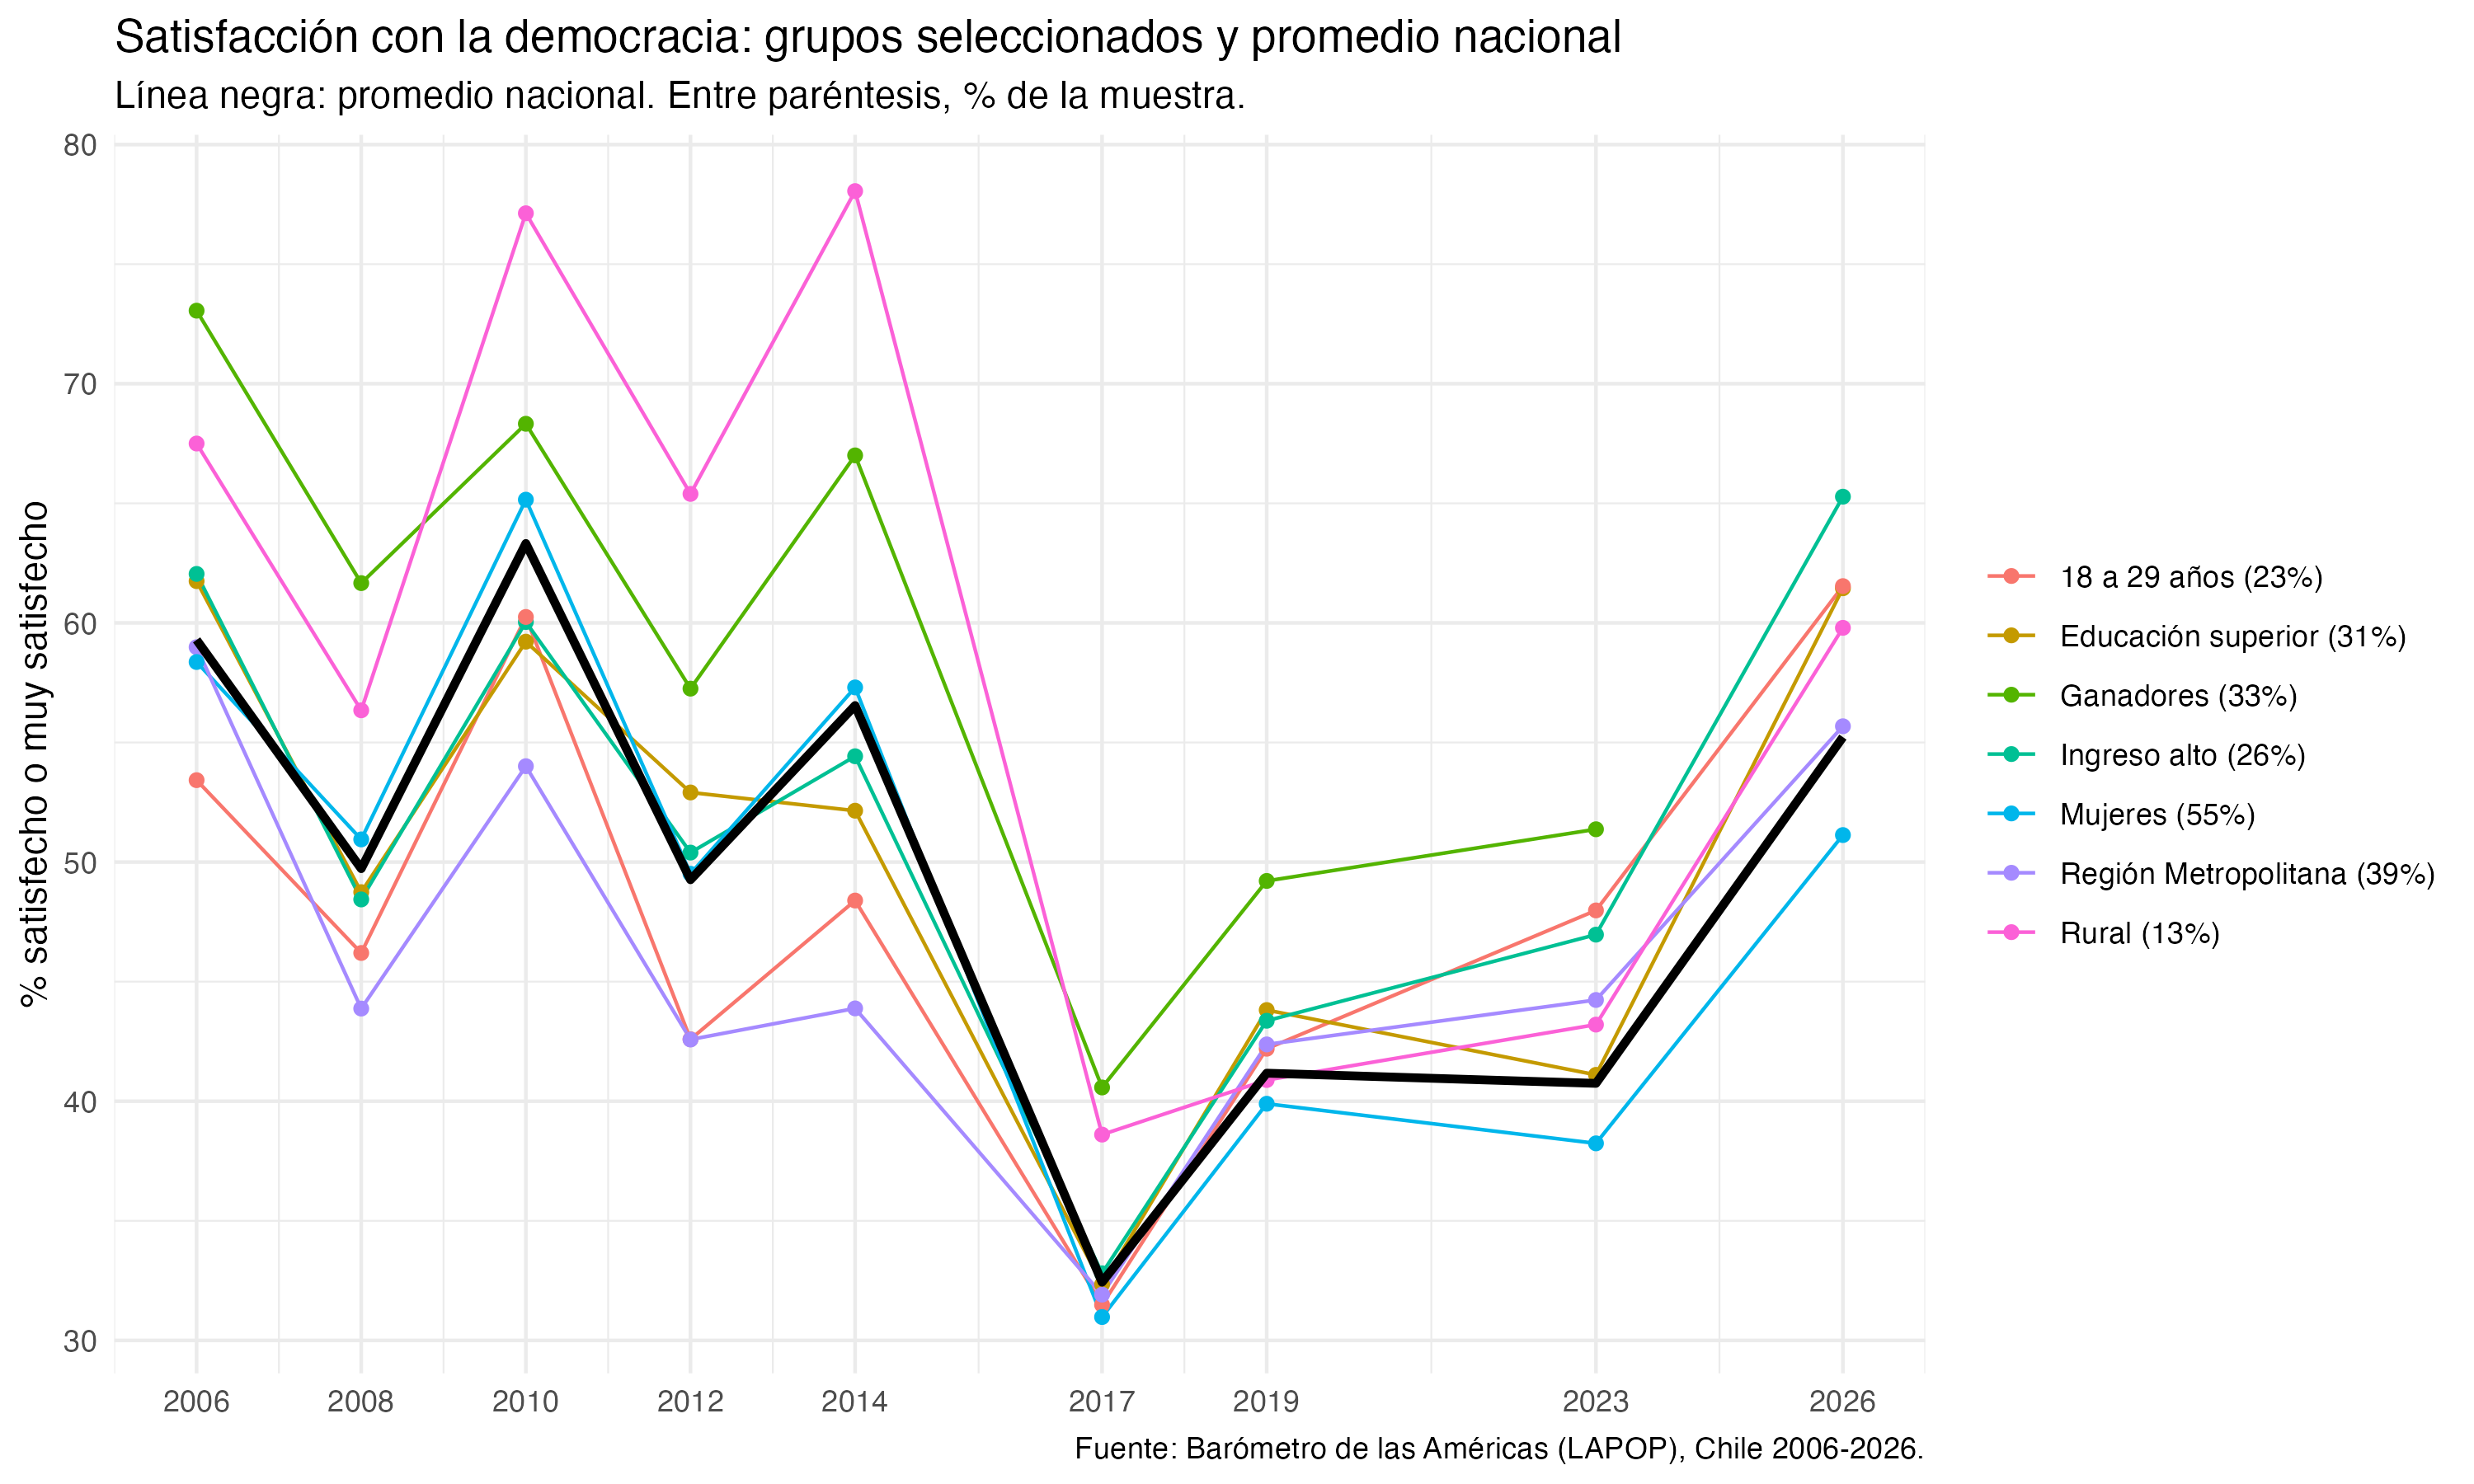 Satisfacción con la democracia: grupos seleccionados y promedio nacional
Línea negra: promedio nacional. Entre paréntesis, % de la muestra.
% satisfecho o muy satisfecho
80
70
60
50
40
30
2006 2008 2010 2012 2014 2017 2019 2023 2026
18 a 29 años (23%)
Educación superior (31%)
Ganadores (33%)
Ingreso alto (26%)
Mujeres (55%)
Región Metropolitana (39%)
Rural (13%)
Fuente: Barómetro de las Américas (LAPOP), Chile 2006-2026.